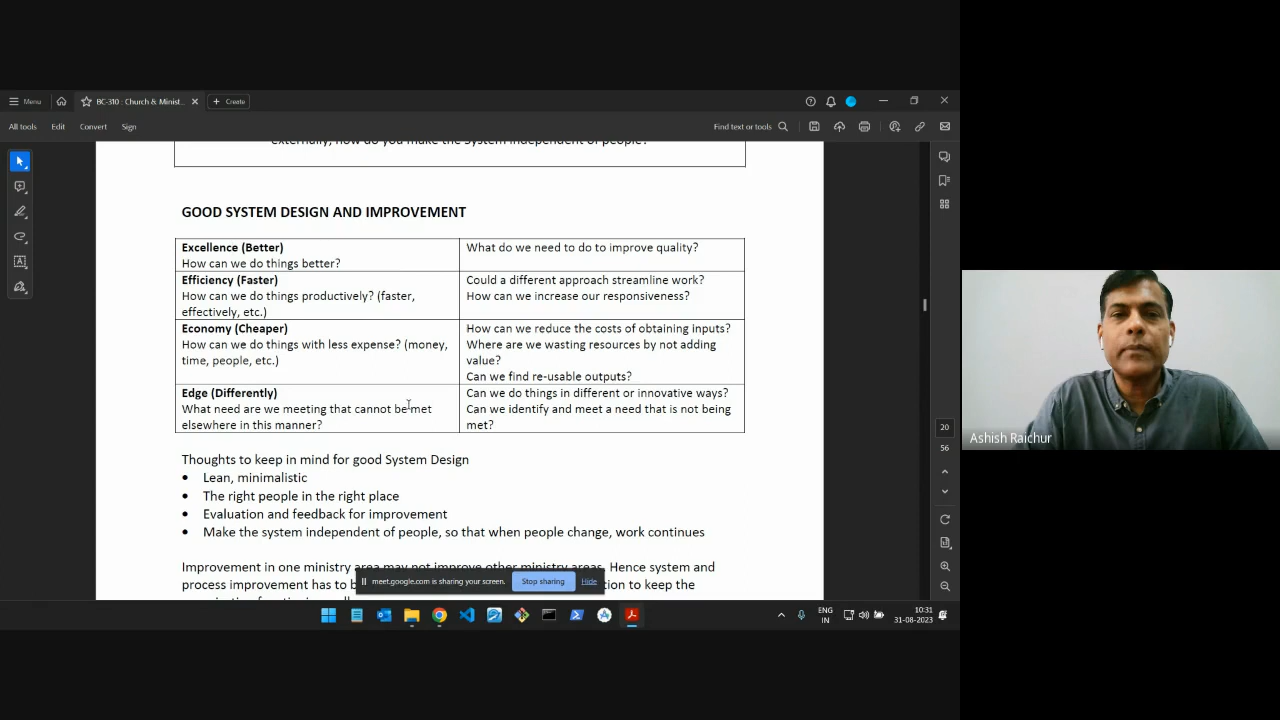 Menu
BC-310 : Church & Minist...
Create
All tools
Edit
Convert
Sign
Find text or tools
externally, how do you make the System independent of people?
GOOD SYSTEM DESIGN AND IMPROVEMENT
Excellence (Better)
How can we do things better?
What do we need to do to improve quality?
Efficiency (Faster)
How can we do things productively? (faster,
effectively, etc.)
Could a different approach streamline work?
How can we increase our responsiveness?
Economy (Cheaper)
How can we do things with less expense? (money,
time, people, etc.)
How can we reduce the costs of obtaining inputs?
Where are we wasting resources by not adding
value?
Can we find re-usable outputs?
Edge (Differently)
What need are we meeting that cannot be met
elsewhere in this manner?
Can we do things in different or innovative ways?
Can we identify and meet a need that is not being
met?
Thoughts to keep in mind for good System Design
• Lean, minimalistic
• The right people in the right place
• Evaluation and feedback for improvement
• Make the system independent of people, so that when people change, work continues
Improvement in one ministry area may not improve other ministry areas. Hence system and
process improvement has to b
tion to keep the
meet.google.com is sharing your screen.
Stop sharing
Hide
20
56
ENG
IN
10:31
31-08-2023
Ashish Raichur